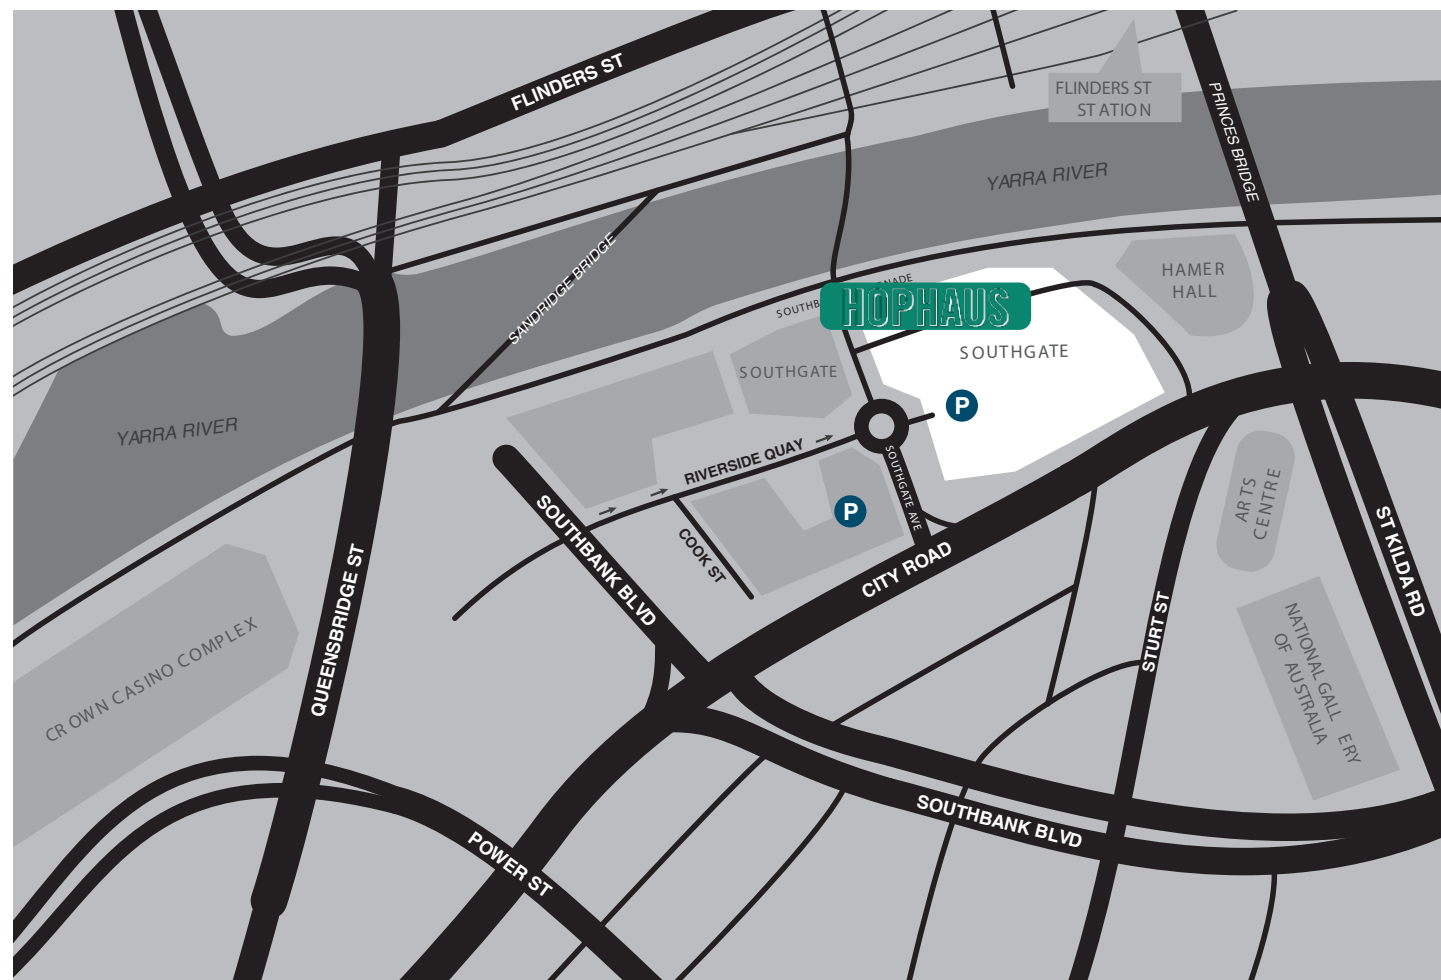 FLINDERS ST
FLINDERS ST
STATION
PRINCES BRIDGE
YARRA RIVER
SANDRIDGE BRIDGE
HAMER
HALL
HOPHAUS
SOUTHGATE
SOUTHGATE
P
YARRA RIVER
RIVERSIDE QUAY
SOUTHGATE AVE
P
ARTS
CENTRE
SOUTHBANK BLVD
COOK ST
CITY ROAD
ST KILDA RD
QUEENSBRIDGE ST
STURT ST
CROWN CASINO COMPLEX
NATIONAL GALL ERY
OF AUSTRALIA
SOUTHBANK BLVD
POWER ST